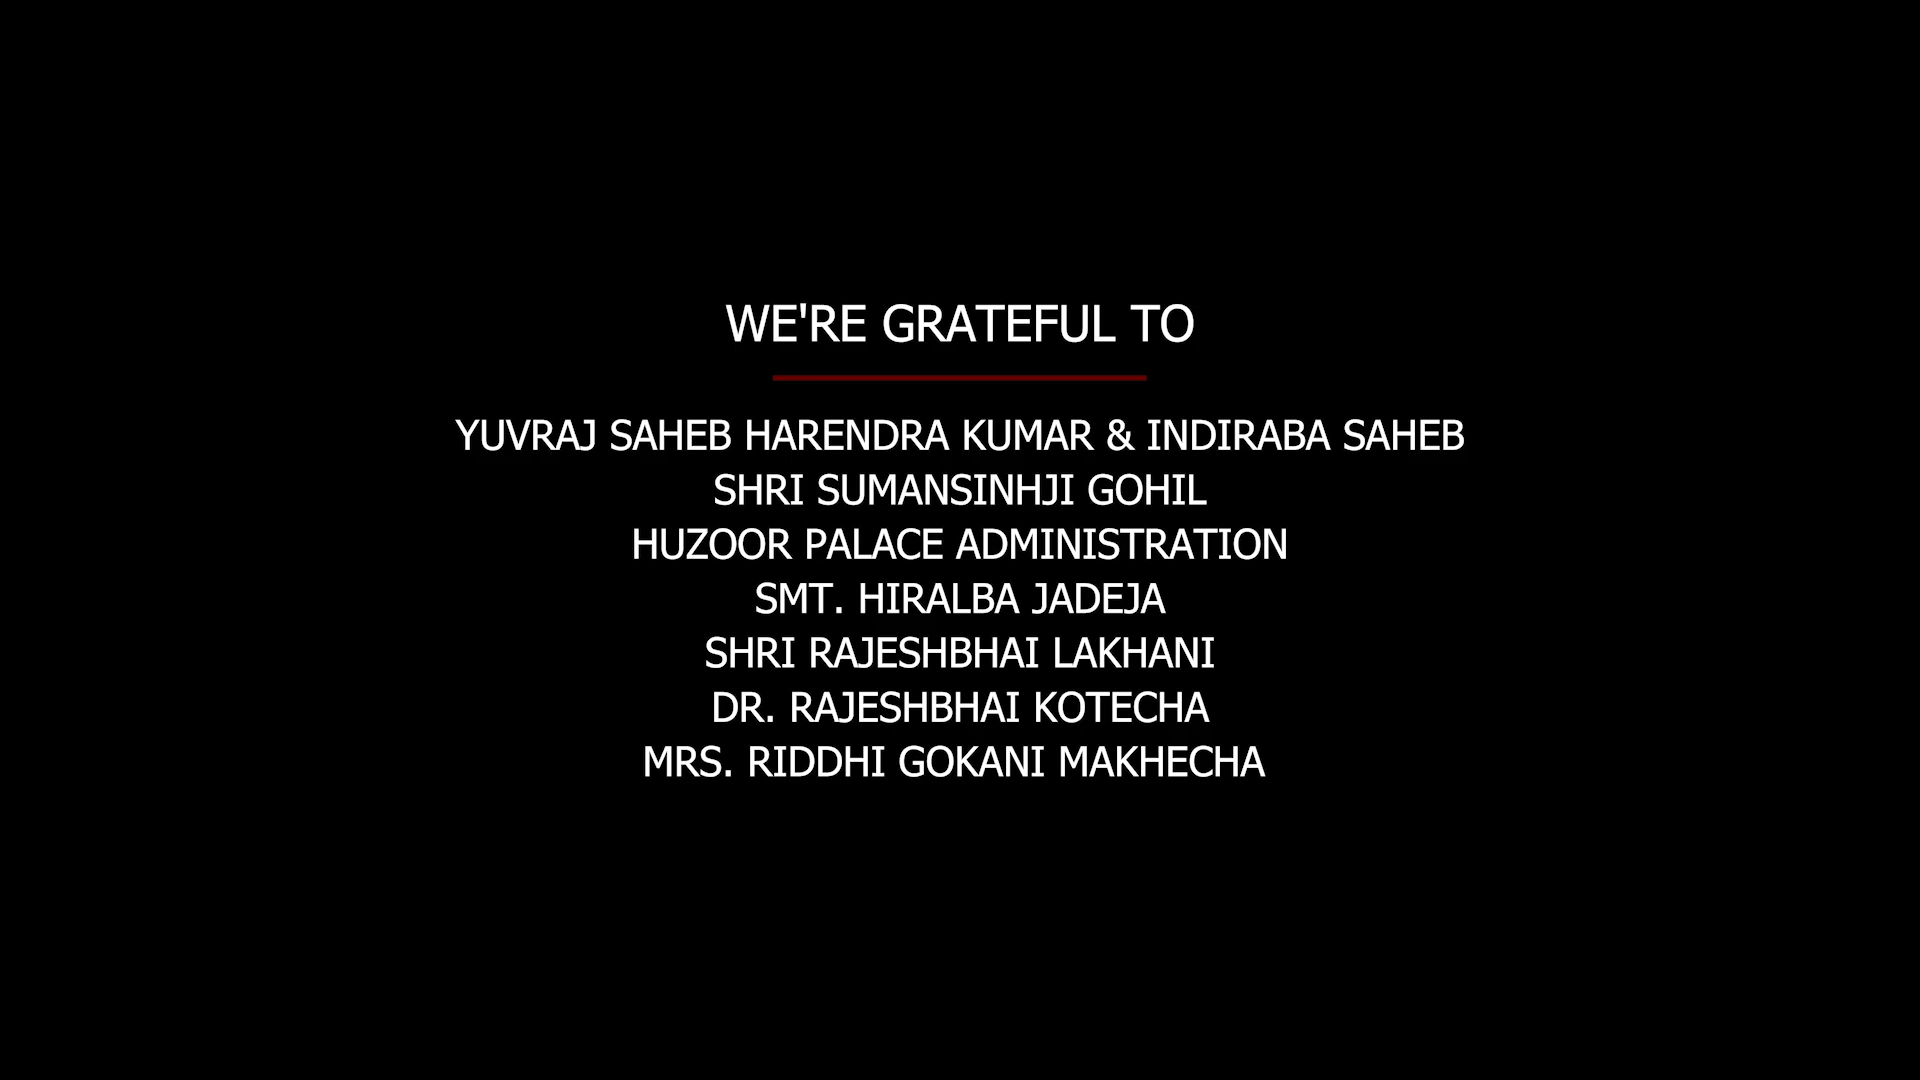 WE'RE GRATEFUL TO
YUVRAJ SAHEB HARENDRA KUMAR & INDIRABA SAHEB
SHRI SUMANSINHJI GOHIL
HUZOOR PALACE ADMINISTRATION
SMT. HIRALBA JADEJA
SHRI RAJESHBHAI LAKHANI
DR. RAJESHBHAI KOTECHA
MRS. RIDDHI GOKANI MAKHECHA